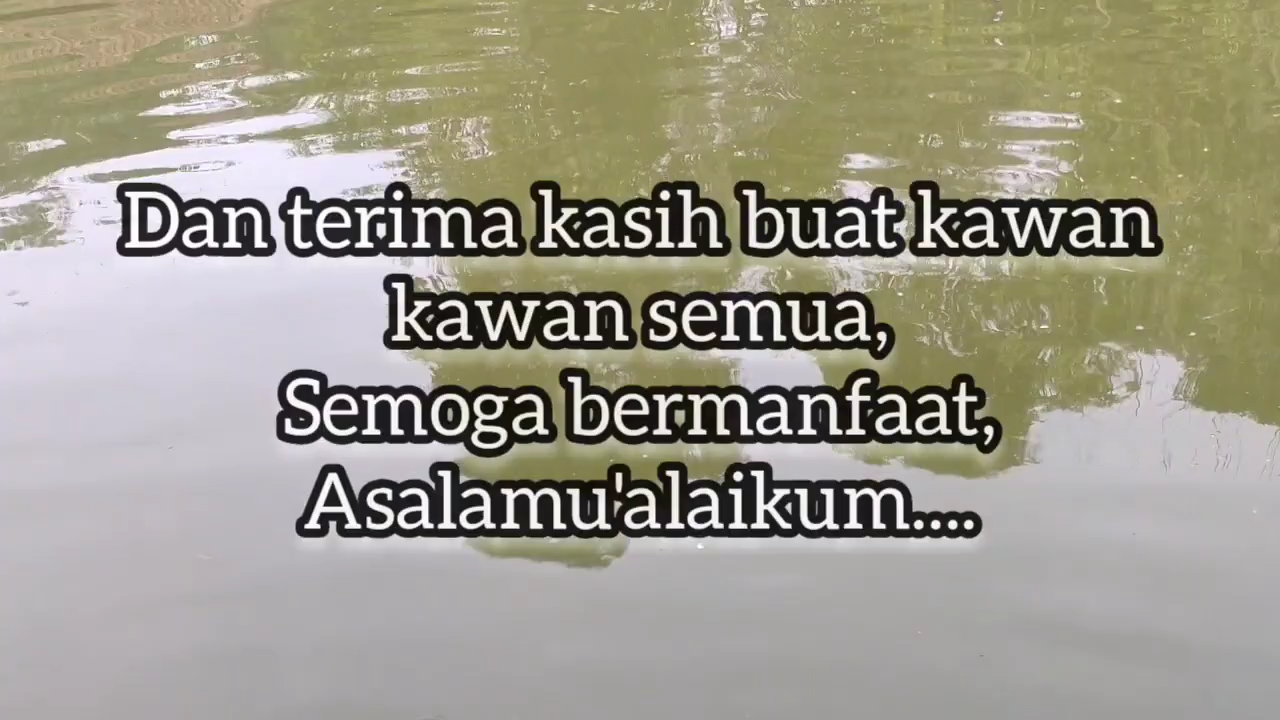 Dan terima kasih buat kawan
kawan semua,
Semoga bermanfaat,
Asalamu'alaikum....